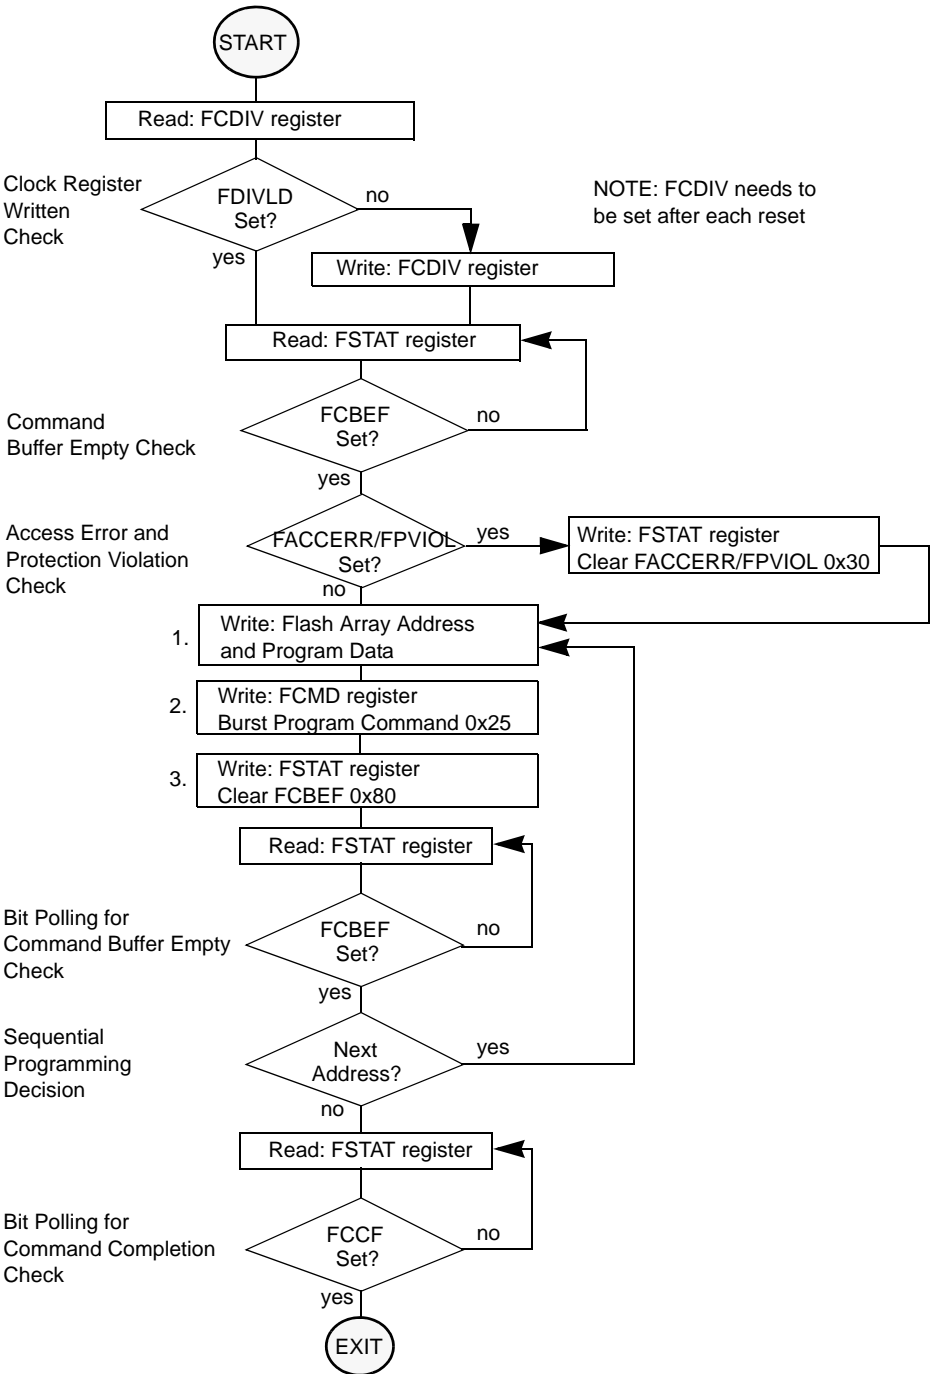 START
Read: FCDIV register
Clock Register
Written
Check
FDIVLD
Set?
no
yes
NOTE: FCDIV needs to
be set after each reset
Write: FCDIV register
Read: FSTAT register
Command
Buffer Empty Check
FCBEF
Set?
no
yes
Access Error and
Protection Violation
Check
FACCERR/FPVIOL
Set?
yes
no
Write: FSTAT register
Clear FACCERR/FPVIOL 0x30
1.
Write: Flash Array Address
and Program Data
2.
Write: FCMD register
Burst Program Command 0x25
3.
Write: FSTAT register
Clear FCBEF 0x80
Read: FSTAT register
Bit Polling for
Command Buffer Empty
Check
FCBEF
Set?
no
yes
Sequential
Programming
Decision
Next
Address?
yes
no
Read: FSTAT register
Bit Polling for
Command Completion
Check
FCCF
Set?
no
yes
EXIT